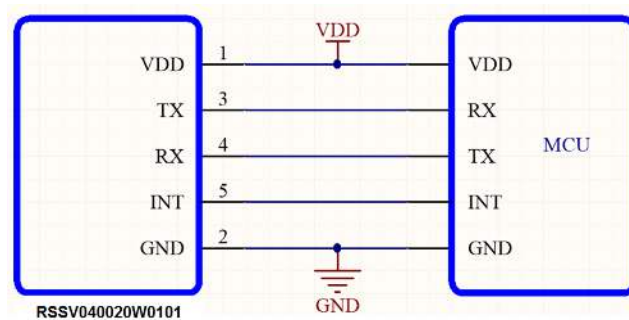 VDD
VDD 1 VDD
TX 3 RX
RX 4 TX
MCU
INT 5 INT
GND 2 GND
GND
RSSV040020W0101